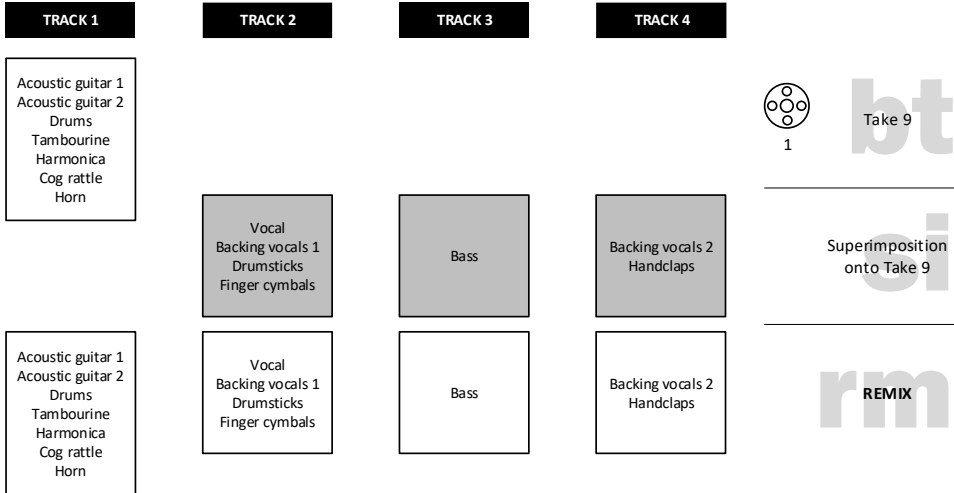 TRACK 1
TRACK 2
TRACK 3
TRACK 4
Acoustic guitar 1
Acoustic guitar 2
Drums
Tambourine
Harmonica
Cog rattle
Horn
1
bt
Take 9
Vocal
Backing vocals 1
Drumsticks
Finger cymbals
Bass
Backing vocals 2
Handclaps
si
Superimposition
onto Take 9
Acoustic guitar 1
Acoustic guitar 2
Drums
Tambourine
Harmonica
Cog rattle
Horn
Vocal
Backing vocals 1
Drumsticks
Finger cymbals
Bass
Backing vocals 2
Handclaps
rm
REMIX